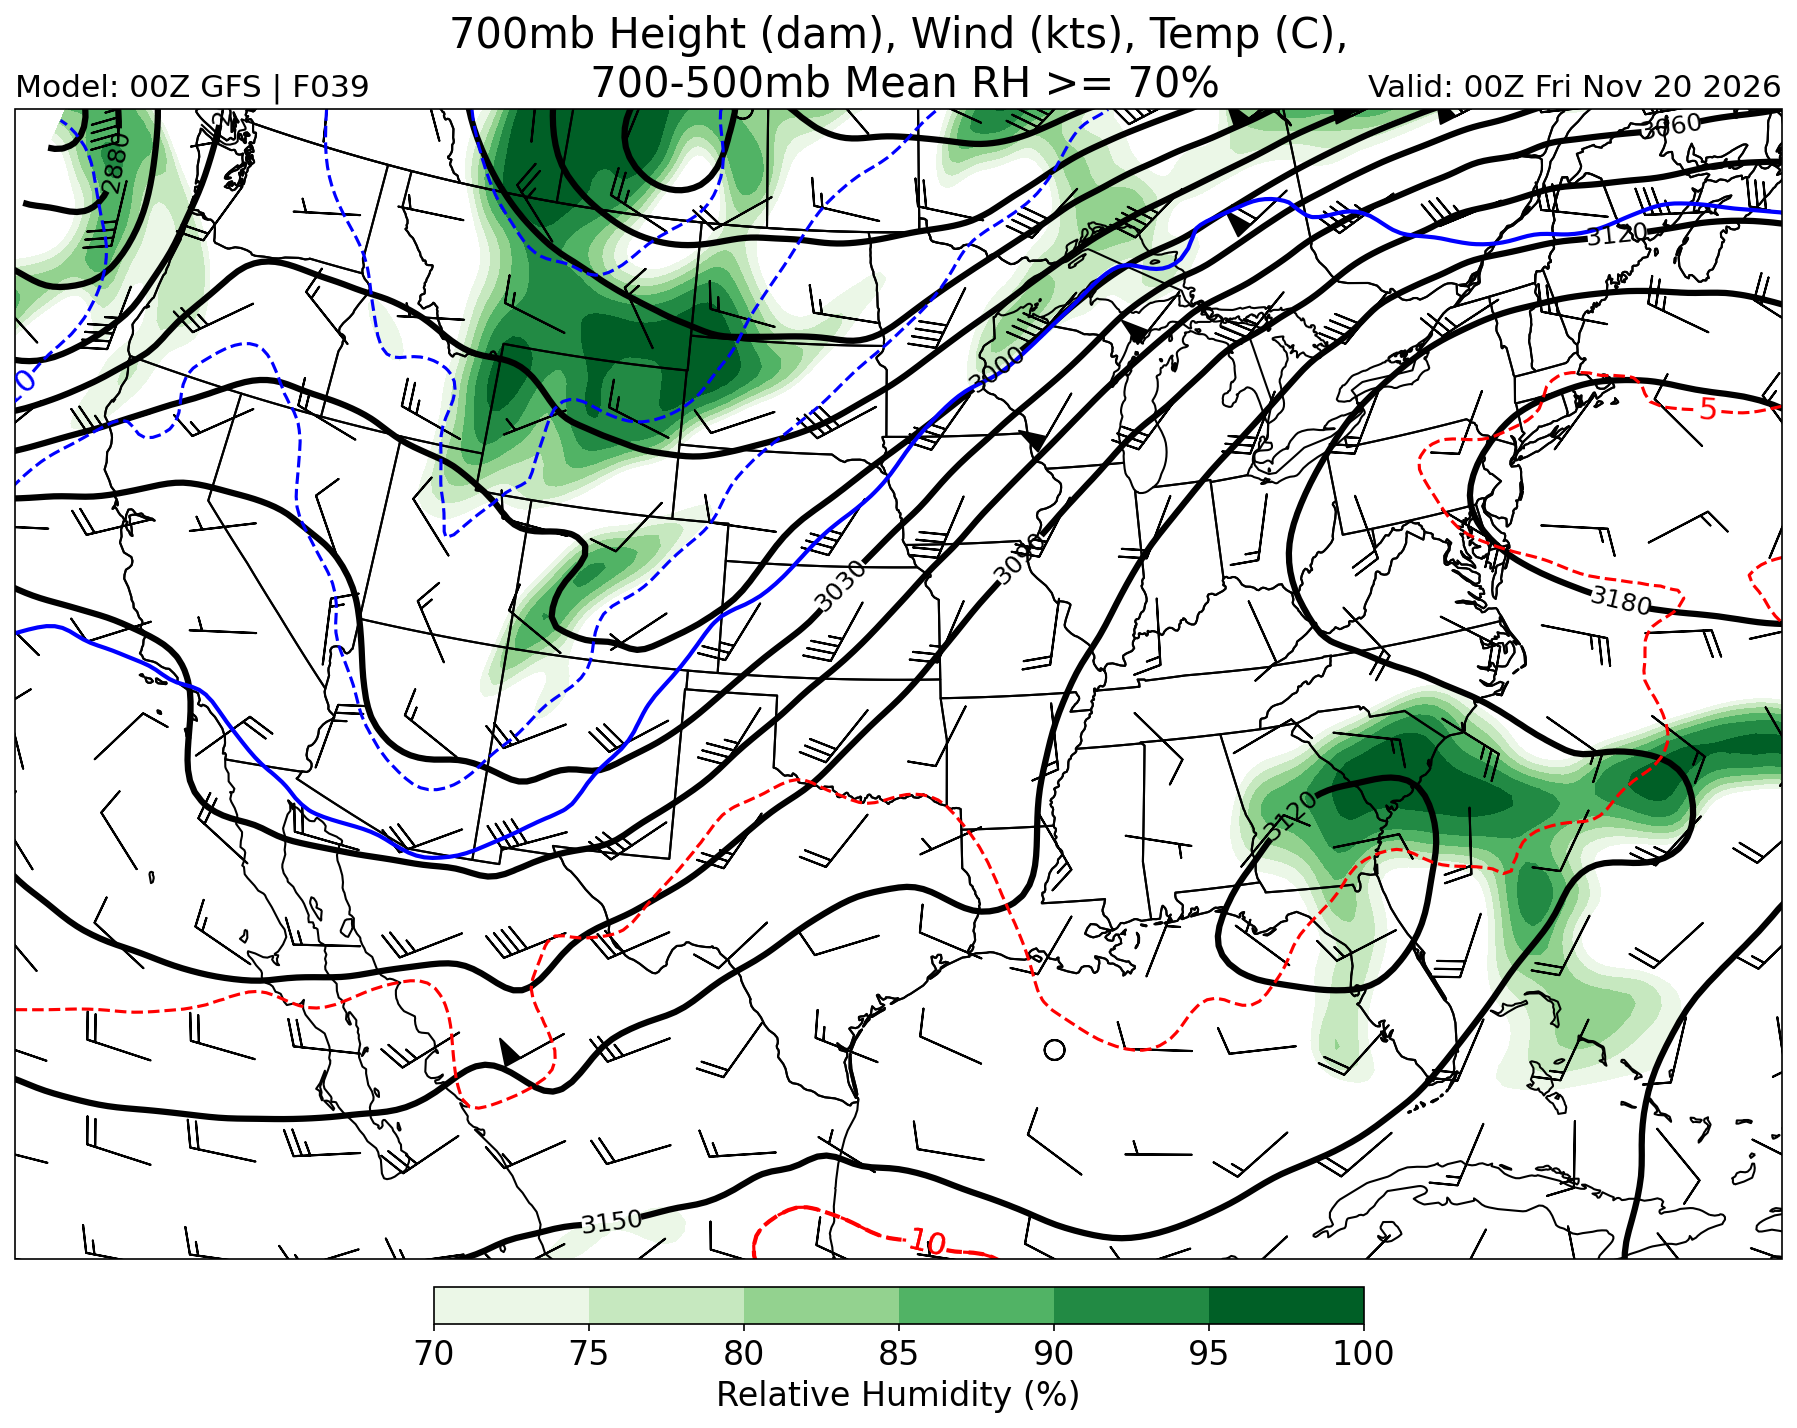 700mb Height (dam), Wind (kts), Temp (C),
700-500mb Mean RH >= 70%
Model: 00Z GFS | F039
Valid: 00Z Fri Nov 20 2026
2880
3060
3120
0
3000
5
3030
3090
3180
3120
3150
10
70 75 80 85 90 95 100
Relative Humidity (%)